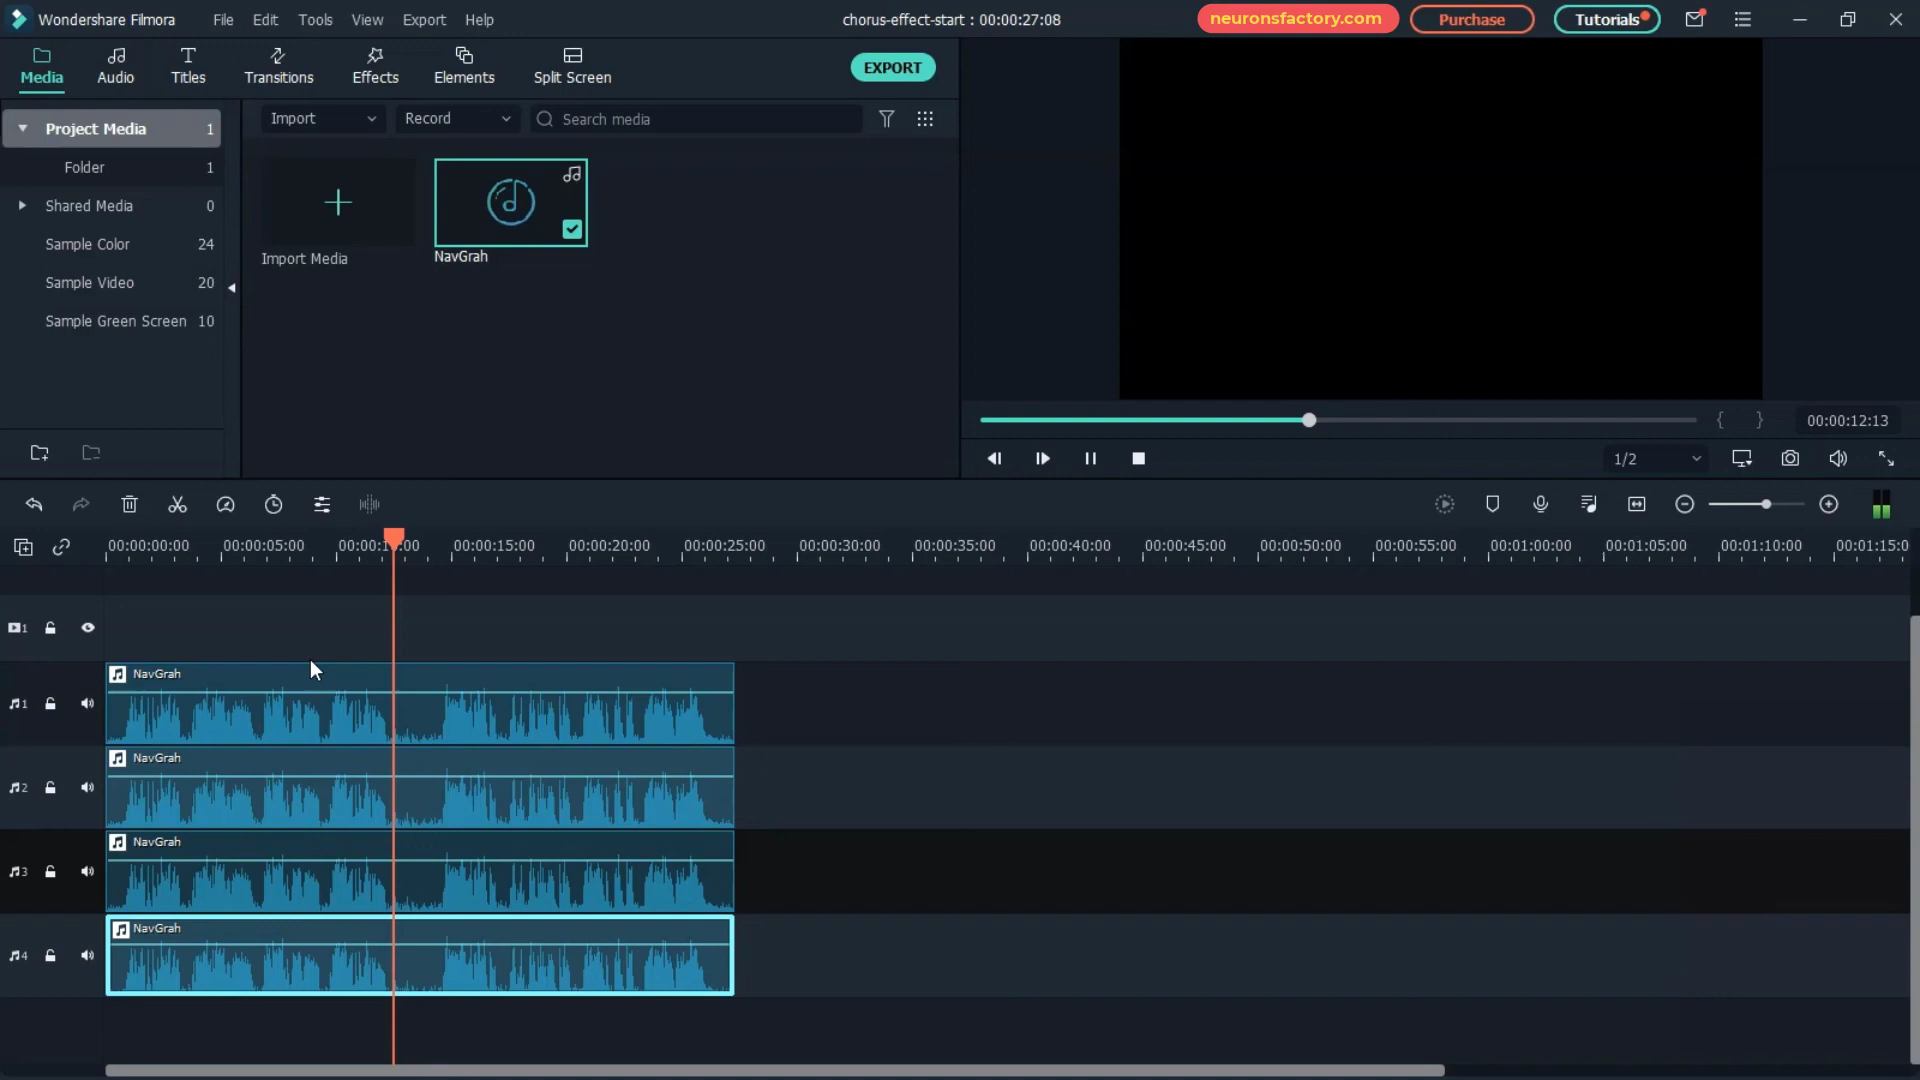 Wondershare Filmora File Edit Tools View Export Help chorus-effect-start : 00:00:27:08 neuronsfactory.com Purchase Tutorials
Media Audio Titles Transitions Effects Elements Split Screen EXPORT
Project Media 1
Folder 1
Shared Media 0
Sample Color 24
Sample Video 20
Sample Green Screen 10
Import Record Search media
Import Media
NavGrah
00:00:12:13
1/2
00:00:00:00 00:00:05:00 00:00:15:00 00:00:20:00 00:00:25:00 00:00:30:00 00:00:35:00 00:00:40:00 00:00:45:00 00:00:50:00 00:00:55:00 00:01:00:00 00:01:05:00 00:01:10:00 00:01:15:0
1
1 NavGrah
2 NavGrah
3 NavGrah
4 NavGrah